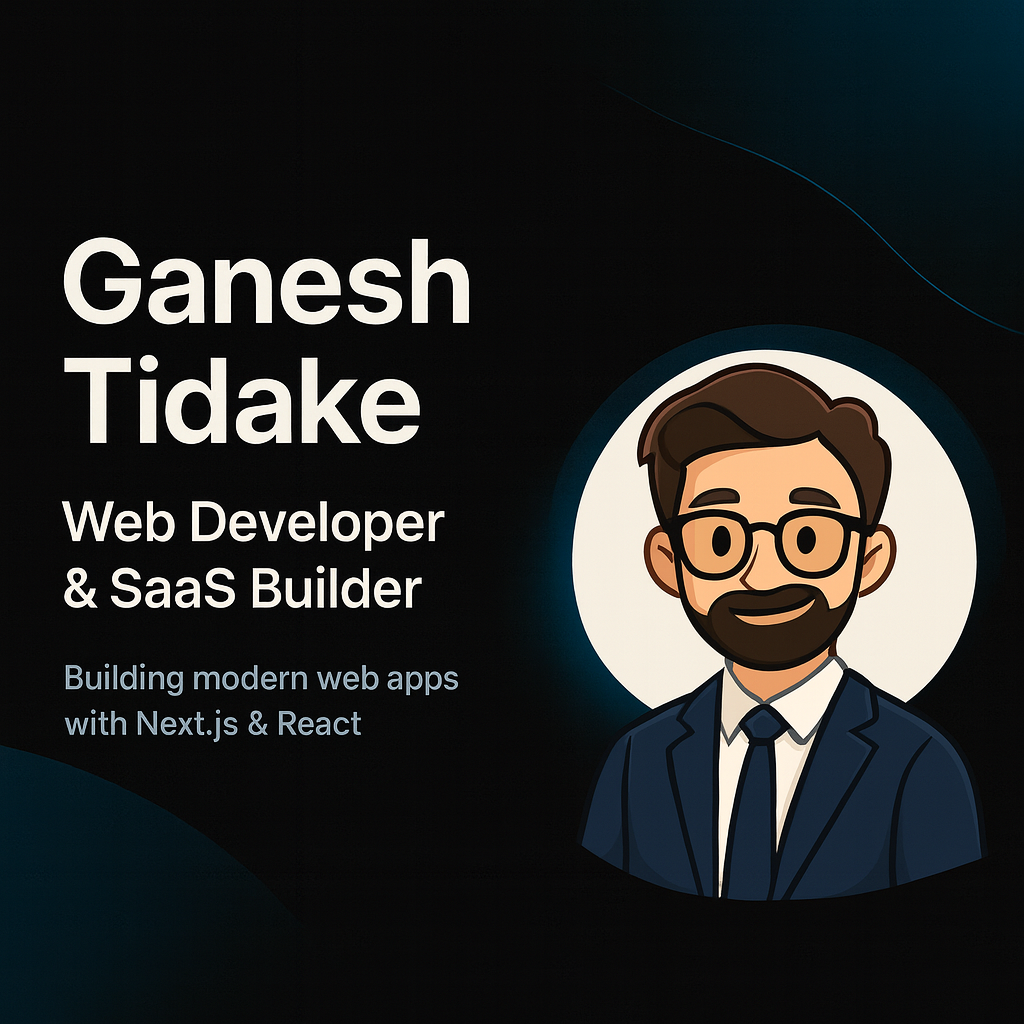 Ganesh
Tidake
Web Developer
& SaaS Builder
Building modern web apps
with Next.js & React